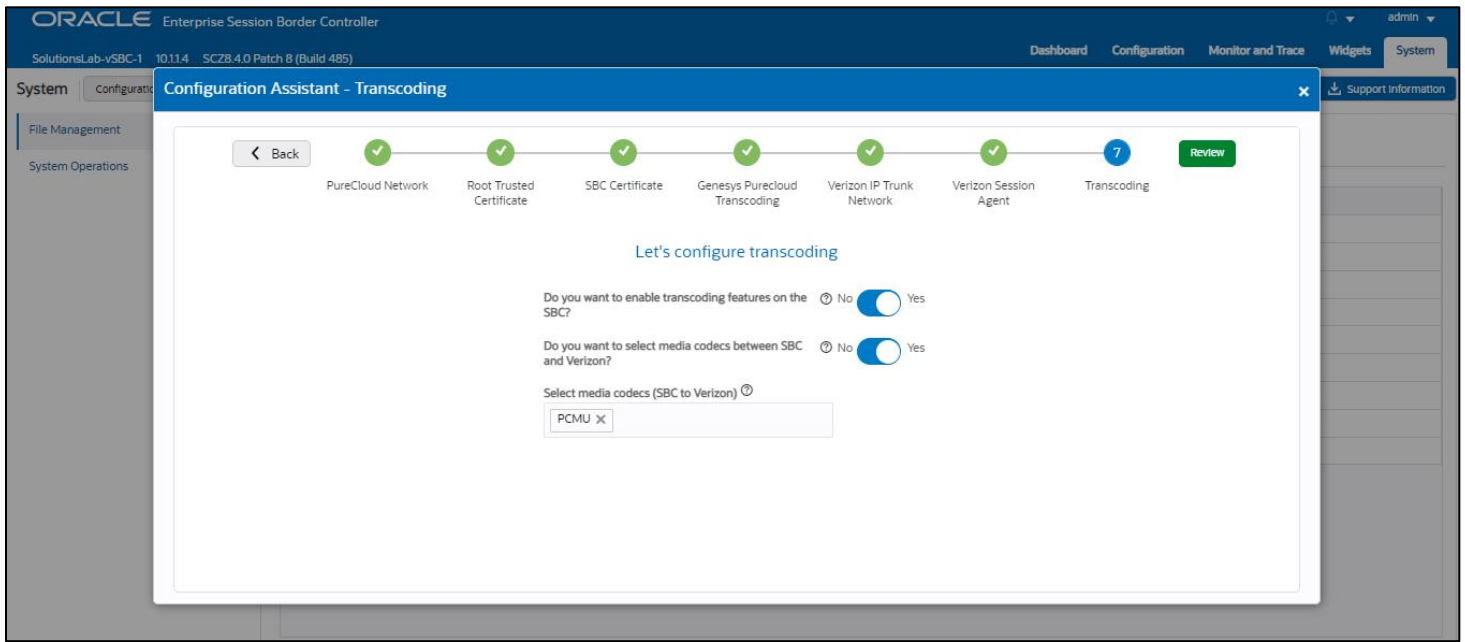 ORACLE Enterprise Session Border Controller
admin
SolutionsLab-vSBC-1 10.1.1.4 SCZ8.4.0 Patch 8 (Build 485)
Dashboard Configuration Monitor and Trace Widgets System
System
Configuratio
Configuration Assistant - Transcoding
Support Information
File Management
System Operations
Back
7
Review
PureCloud Network
Root Trusted
Certificate
SBC Certificate
Genesys Purecloud
Transcoding
Verizon IP Trunk
Network
Verizon Session
Agent
Transcoding
Let's configure transcoding
Do you want to enable transcoding features on the
SBC?
No Yes
Do you want to select media codecs between SBC
and Verizon?
No Yes
Select media codecs (SBC to Verizon)
PCMU